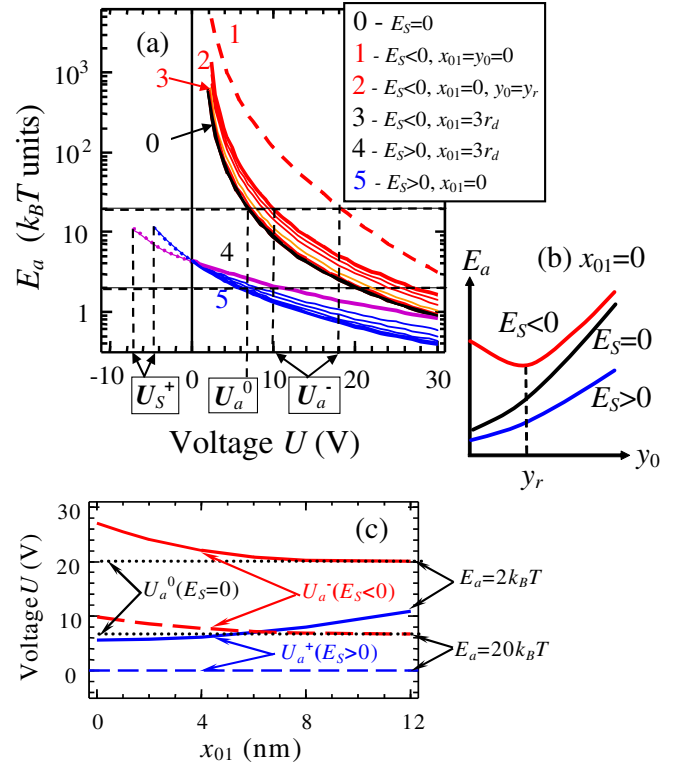 (a)
1
2
3
0
4
5
0 - E_S=0
1 - E_S<0, x_01=y_0=0
2 - E_S<0, x_01=0, y_0=y_r
3 - E_S<0, x_01=3r_d
4 - E_S>0, x_01=3r_d
5 - E_S>0, x_01=0
E_a (k_BT units)
10^3
10^2
10
1
-10 0 10 20 30
U_S^+ U_a^0 U_a^-
Voltage U (V)
(b) x_01=0
E_a
E_S<0
E_S=0
E_S>0
y_r
y_0
(c)
Voltage U (V)
30
20
10
0
U_a^0(E_S=0)
U_a^-(E_S<0)
U_a^+(E_S>0)
E_a=2k_BT
E_a=20k_BT
0 4 8 12
x_01 (nm)